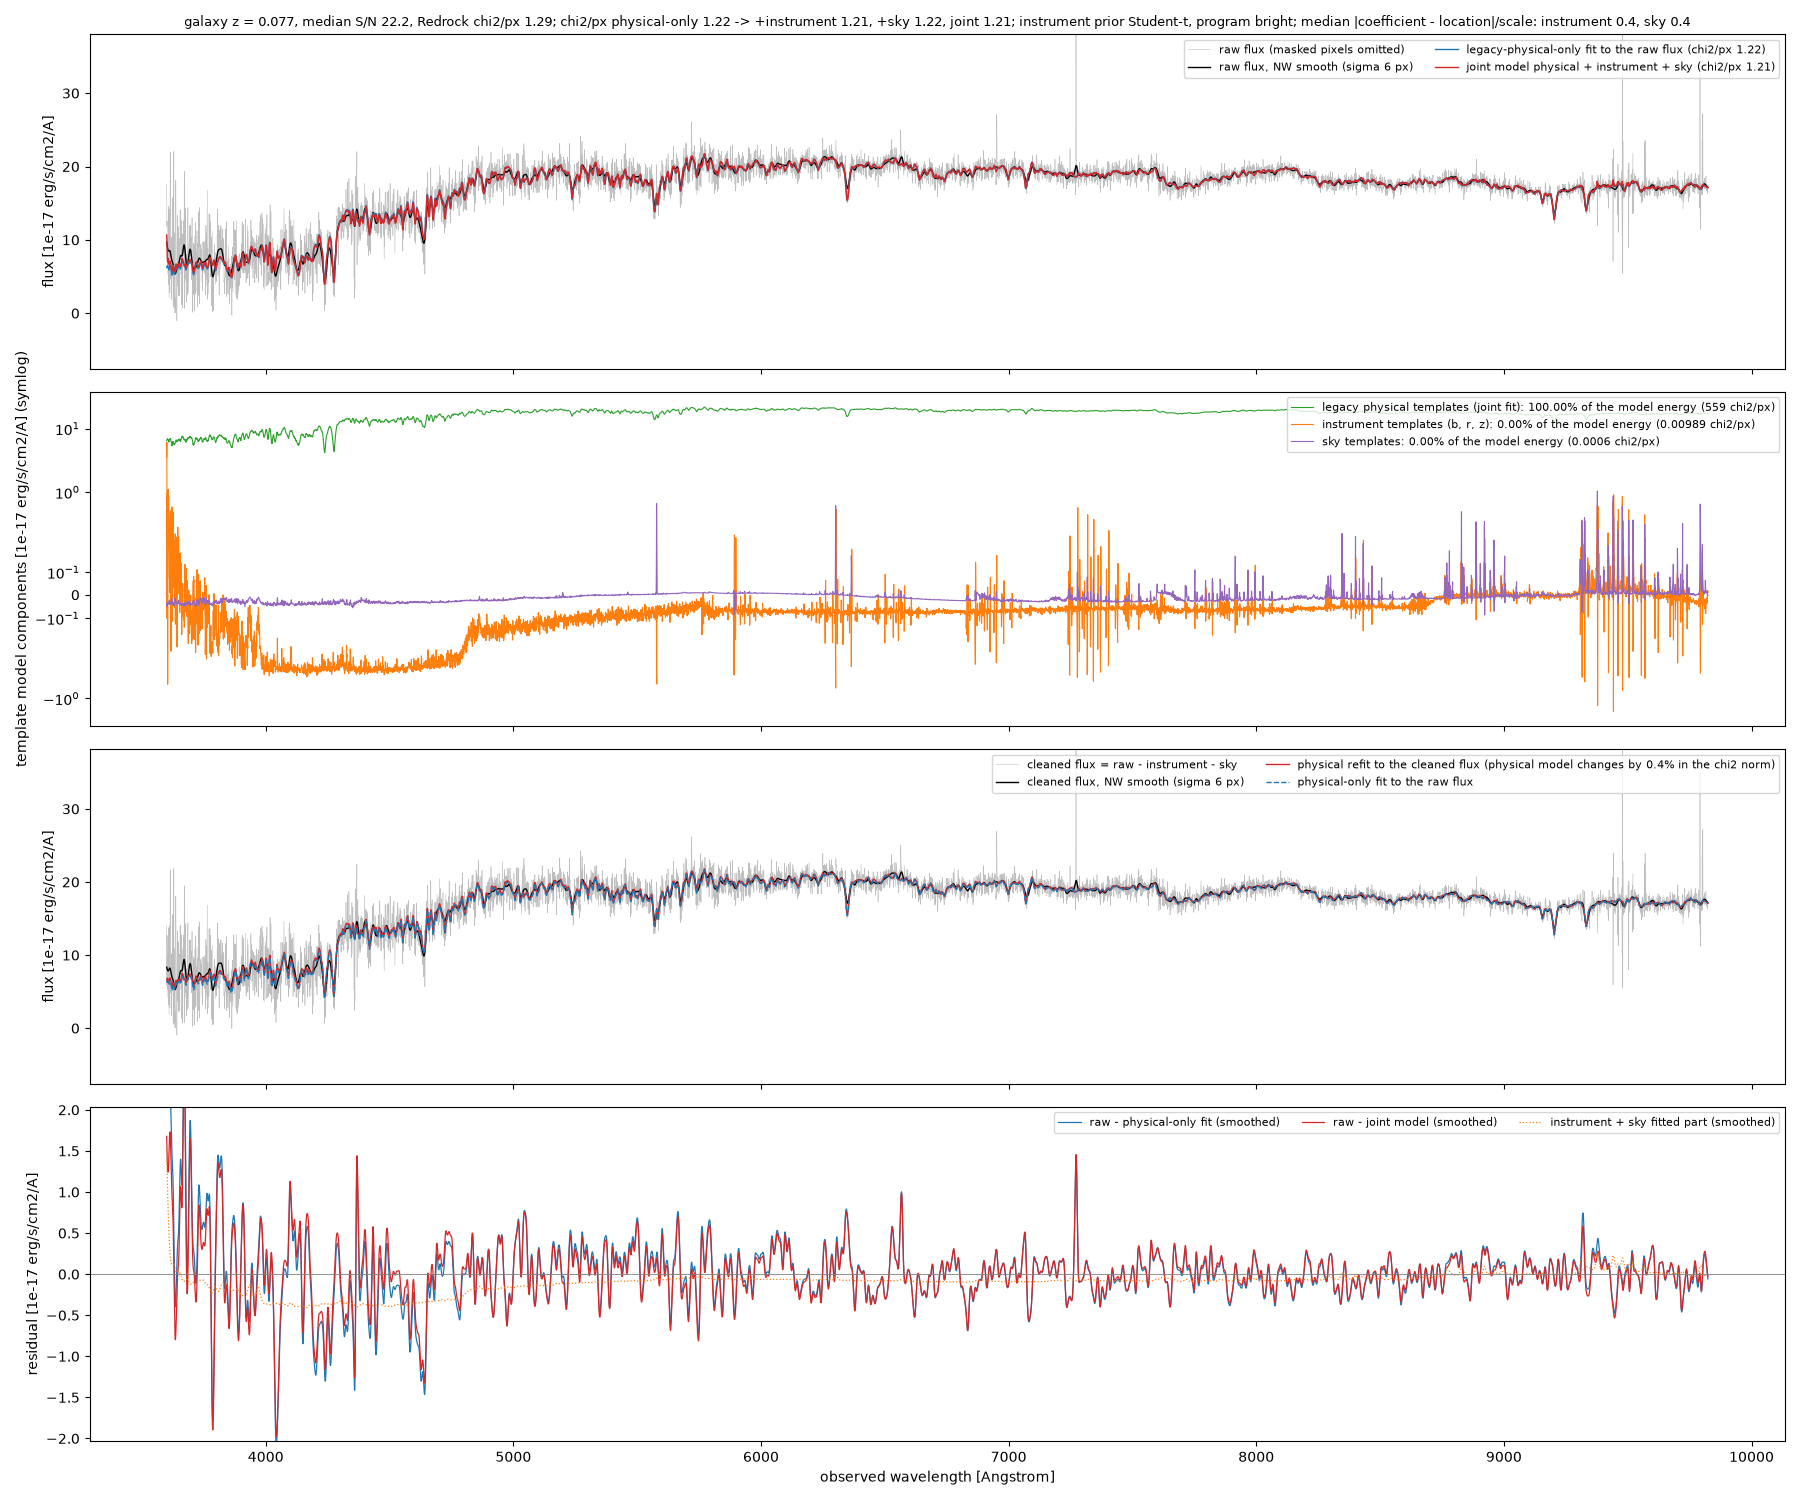 galaxy z = 0.077, median S/N 22.2, Redrock chi2/px 1.29; chi2/px physical-only 1.22 -> +instrument 1.21, +sky 1.22, joint 1.21; instrument prior Student-t, program bright; median |coefficient - location|/scale: instrument 0.4, sky 0.4
raw flux (masked pixels omitted)
raw flux, NW smooth (sigma 6 px)
legacy-physical-only fit to the raw flux (chi2/px 1.22)
joint model physical + instrument + sky (chi2/px 1.21)
flux [1e-17 erg/s/cm2/A]
30
20
10
0
legacy physical templates (joint fit): 100.00% of the model energy (559 chi2/px)
instrument templates (b, r, z): 0.00% of the model energy (0.00989 chi2/px)
sky templates: 0.00% of the model energy (0.0006 chi2/px)
template model components [1e-17 erg/s/cm2/A] (symlog)
10¹
10⁰
10⁻¹
0
−10⁻¹
−10⁰
cleaned flux = raw - instrument - sky
cleaned flux, NW smooth (sigma 6 px)
physical refit to the cleaned flux (physical model changes by 0.4% in the chi2 norm)
physical-only fit to the raw flux
flux [1e-17 erg/s/cm2/A]
30
20
10
0
raw - physical-only fit (smoothed)
raw - joint model (smoothed)
instrument + sky fitted part (smoothed)
residual [1e-17 erg/s/cm2/A]
2.0
1.5
1.0
0.5
0.0
−0.5
−1.0
−1.5
−2.0
4000
5000
6000
7000
8000
9000
10000
observed wavelength [Angstrom]